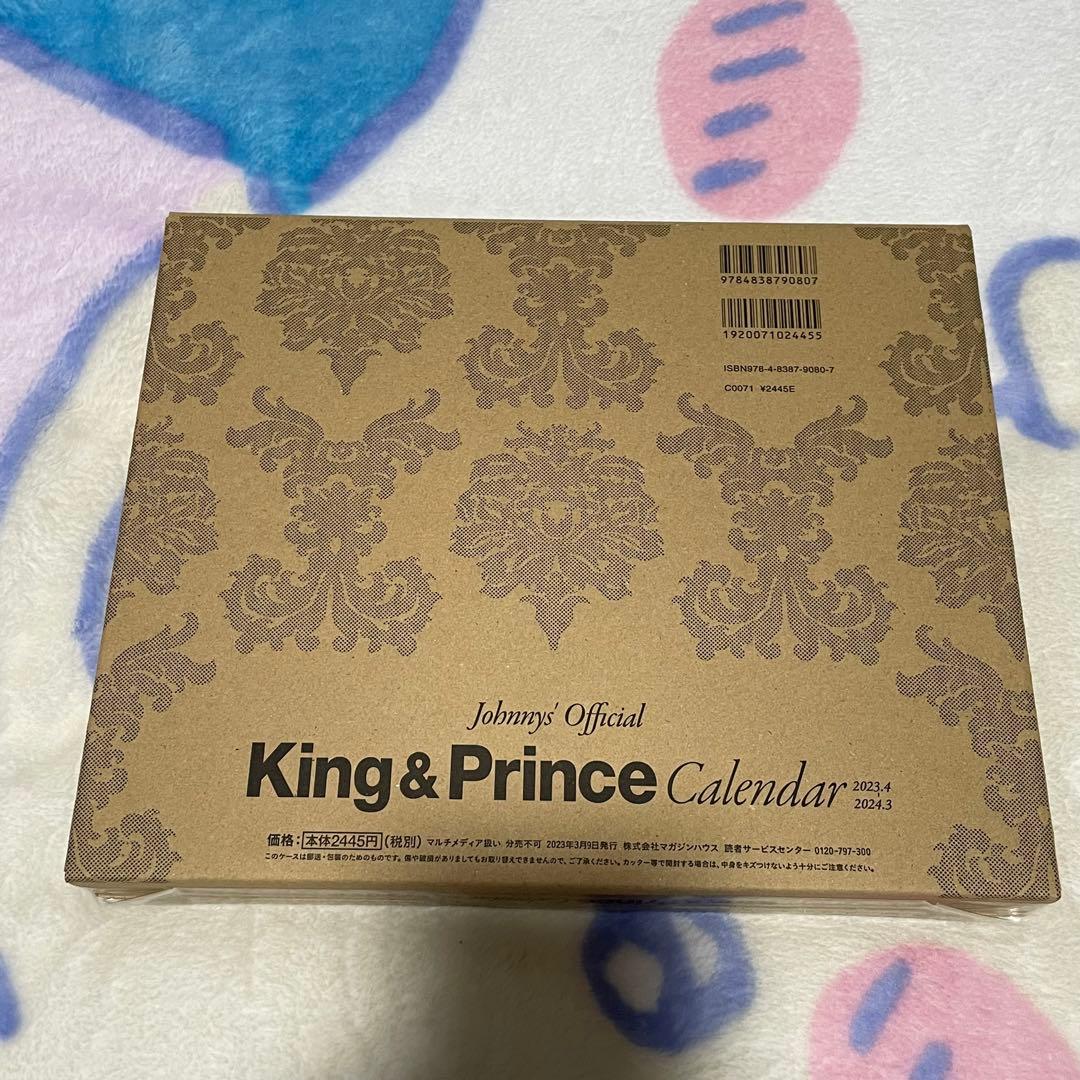 9784838790807
1920071024455
ISBN978-4-8387-9080-7
C0071 ¥2445E
Johnnys' Official
King & Prince Calendar 2023.4 - 2024.3
価格：本体2445円（税別）マルチメディア扱い 分売不可 2023年3月9日発行 株式会社マガジンハウス 読者サービスセンター 0120-797-300
このケースは郵送・包装のためのものです。傷や破損がありましてもお取り替えできませんので、ご了承ください。カッター等で開封する場合は、中身をキズつけないよう十分にご注意ください。